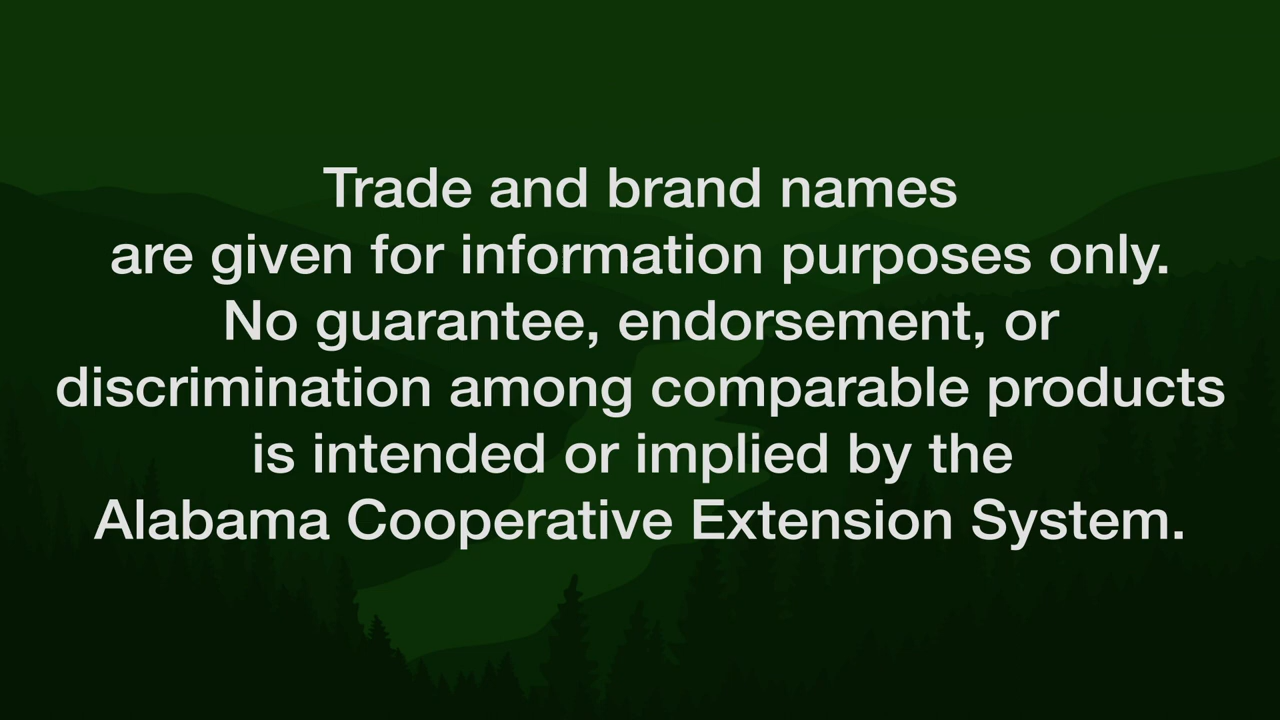 Trade and brand names
are given for information purposes only.
No guarantee, endorsement, or
discrimination among comparable products
is intended or implied by the
Alabama Cooperative Extension System.